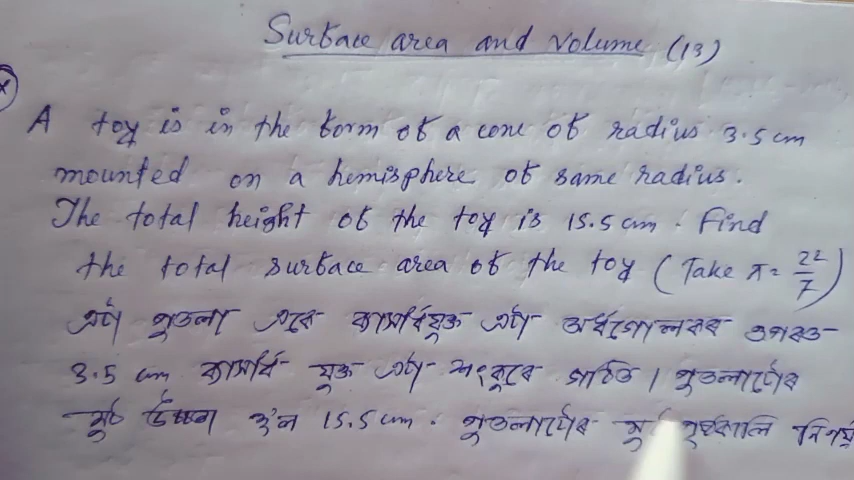 Surface area and Volume (13)
A toy is in the form of a cone of radius 3.5 cm
mounted on a hemisphere of same radius.
The total height of the toy is 15.5 cm. Find
the total surface area of the toy (Take π = 22/7)
এটা পুতলা একে ব্যাসাৰ্ধযুক্ত এটা অৰ্ধগোলকৰ ওপৰত
3.5 cm ব্যাসাৰ্ধ যুক্ত এটা শংকুৰে গঠিত। পুতলাটোৰ
মুঠ উচ্চতা হ'ল 15.5 cm. পুতলাটোৰ মুঠ পৃষ্ঠকালি নিৰ্ণয়